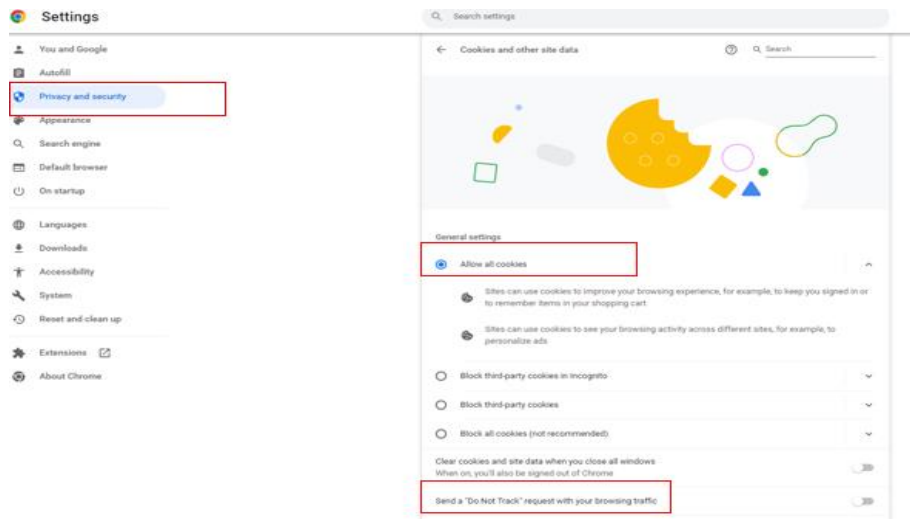 Settings
Search settings
You and Google
Autofill
Privacy and security
Appearance
Search engine
Default browser
On startup
Languages
Downloads
Accessibility
System
Reset and clean up
Extensions
About Chrome
Cookies and other site data
Search
General settings
Allow all cookies
Sites can use cookies to improve your browsing experience, for example, to keep you signed in or
to remember items in your shopping cart
Sites can use cookies to see your browsing activity across different sites, for example, to
personalize ads
Block third-party cookies in Incognito
Block third-party cookies
Block all cookies (not recommended)
Clear cookies and site data when you close all windows
When on, you'll also be signed out of Chrome
Send a "Do Not Track" request with your browsing traffic